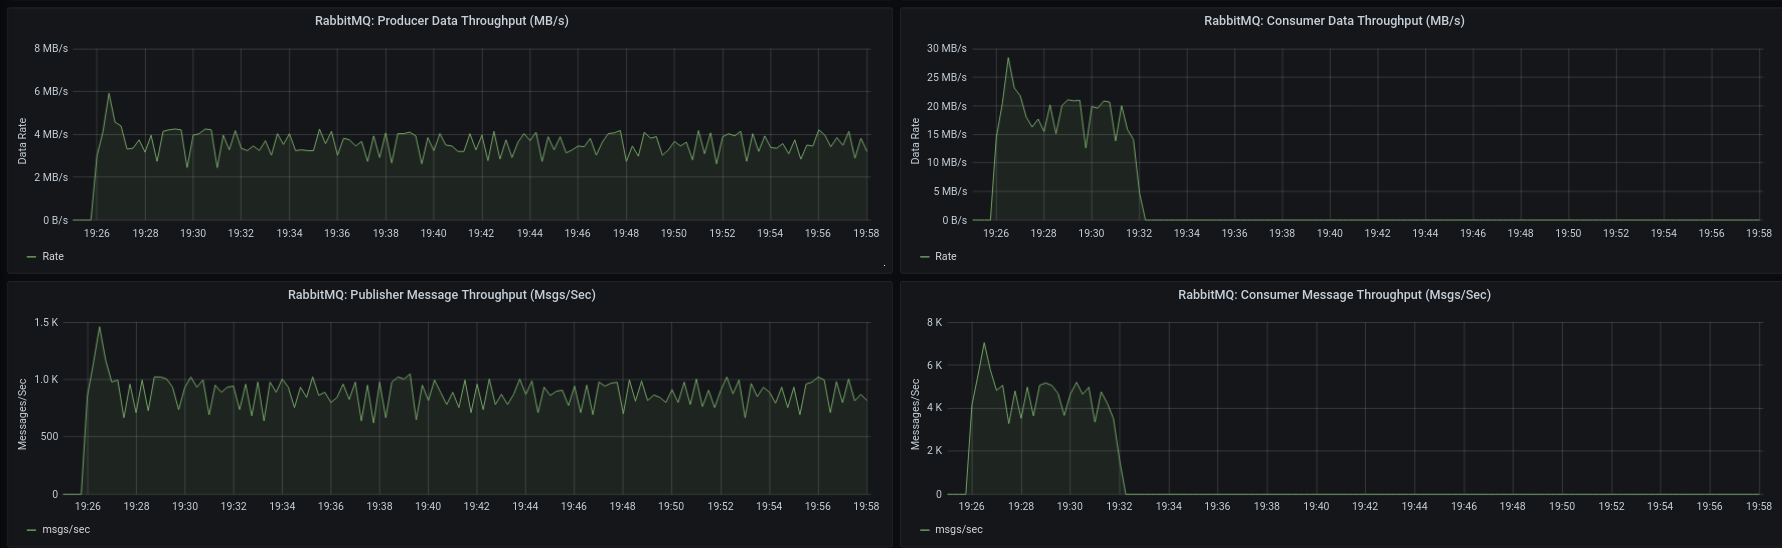 RabbitMQ: Producer Data Throughput (MB/s)
8 MB/s
6 MB/s
4 MB/s
2 MB/s
0 B/s
Data Rate
19:26 19:28 19:30 19:32 19:34 19:36 19:38 19:40 19:42 19:44 19:46 19:48 19:50 19:52 19:54 19:56 19:58
Rate
RabbitMQ: Consumer Data Throughput (MB/s)
30 MB/s
25 MB/s
20 MB/s
15 MB/s
10 MB/s
5 MB/s
0 B/s
Data Rate
19:26 19:28 19:30 19:32 19:34 19:36 19:38 19:40 19:42 19:44 19:46 19:48 19:50 19:52 19:54 19:56 19:58
Rate
RabbitMQ: Publisher Message Throughput (Msgs/Sec)
1.5 K
1.0 K
500
0
Messages/Sec
19:26 19:28 19:30 19:32 19:34 19:36 19:38 19:40 19:42 19:44 19:46 19:48 19:50 19:52 19:54 19:56 19:58
msgs/sec
RabbitMQ: Consumer Message Throughput (Msgs/Sec)
8 K
6 K
4 K
2 K
0
Messages/Sec
19:26 19:28 19:30 19:32 19:34 19:36 19:38 19:40 19:42 19:44 19:46 19:48 19:50 19:52 19:54 19:56 19:58
msgs/sec